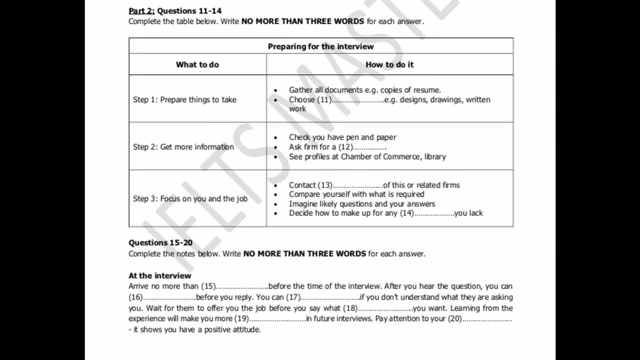 Part 2: Questions 11-14
Complete the table below. Write NO MORE THAN THREE WORDS for each answer.
Preparing for the interview
What to do
How to do it
Step 1: Prepare things to take
• Gather all documents e.g. copies of resume.
• Choose (11)........................e.g. designs, drawings, written
work
Step 2: Get more information
• Check you have pen and paper
• Ask firm for a (12)...............
• See profiles at Chamber of Commerce, library
Step 3: Focus on you and the job
• Contact (13)......................of this or related firms
• Compare yourself with what is required
• Imagine likely questions and your answers
• Decide how to make up for any (14)..................you lack
Questions 15-20
Complete the notes below. Write NO MORE THAN THREE WORDS for each answer.
At the interview
Arrive no more than (15)........................before the time of the interview. After you hear the question, you can
(16)........................before you reply. You can (17)...........................if you don't understand what they are asking
you. Wait for them to offer you the job before you say what (18)........................you want. Learning from the
experience will make you more (19)..........................in future interviews. Pay attention to your (20).......................
- it shows you have a positive attitude.
IELTS MASTE